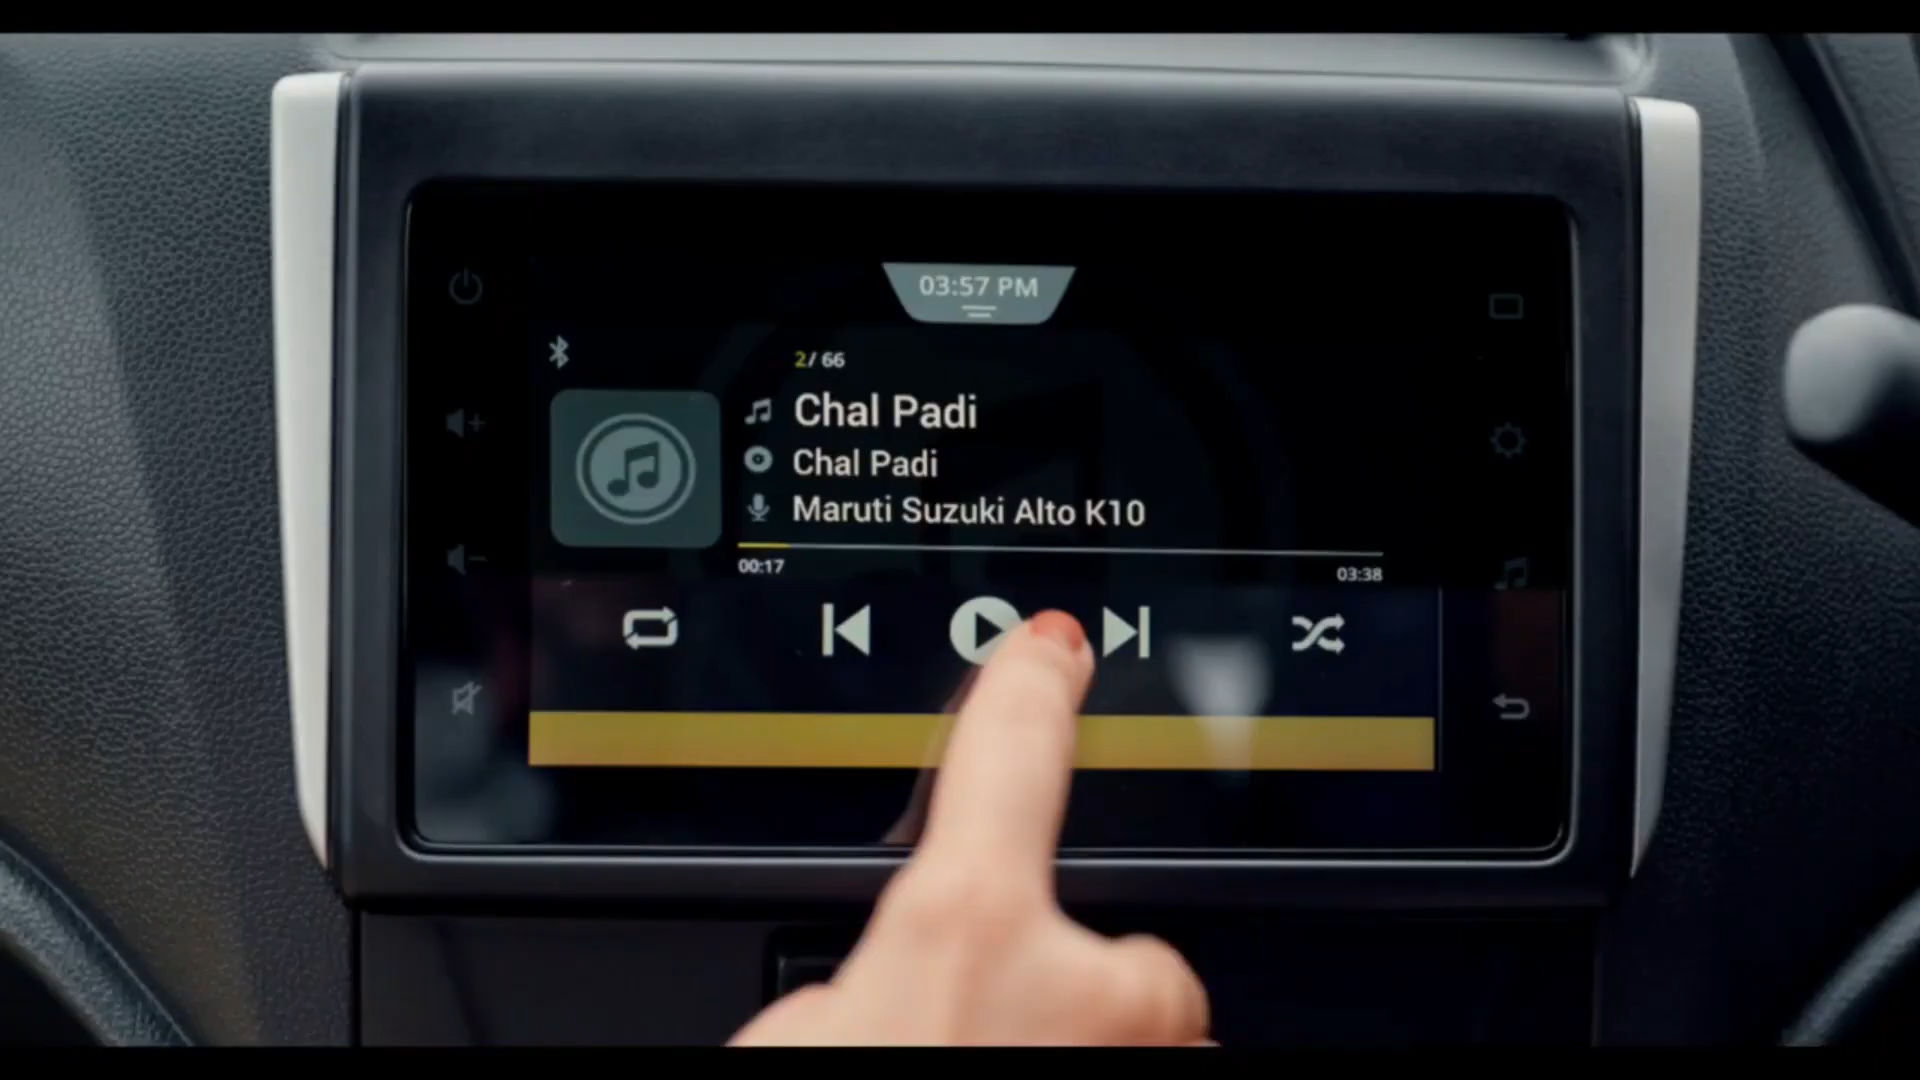 03:57 PM
2/ 66
Chal Padi
Chal Padi
Maruti Suzuki Alto K10
00:17
03:38